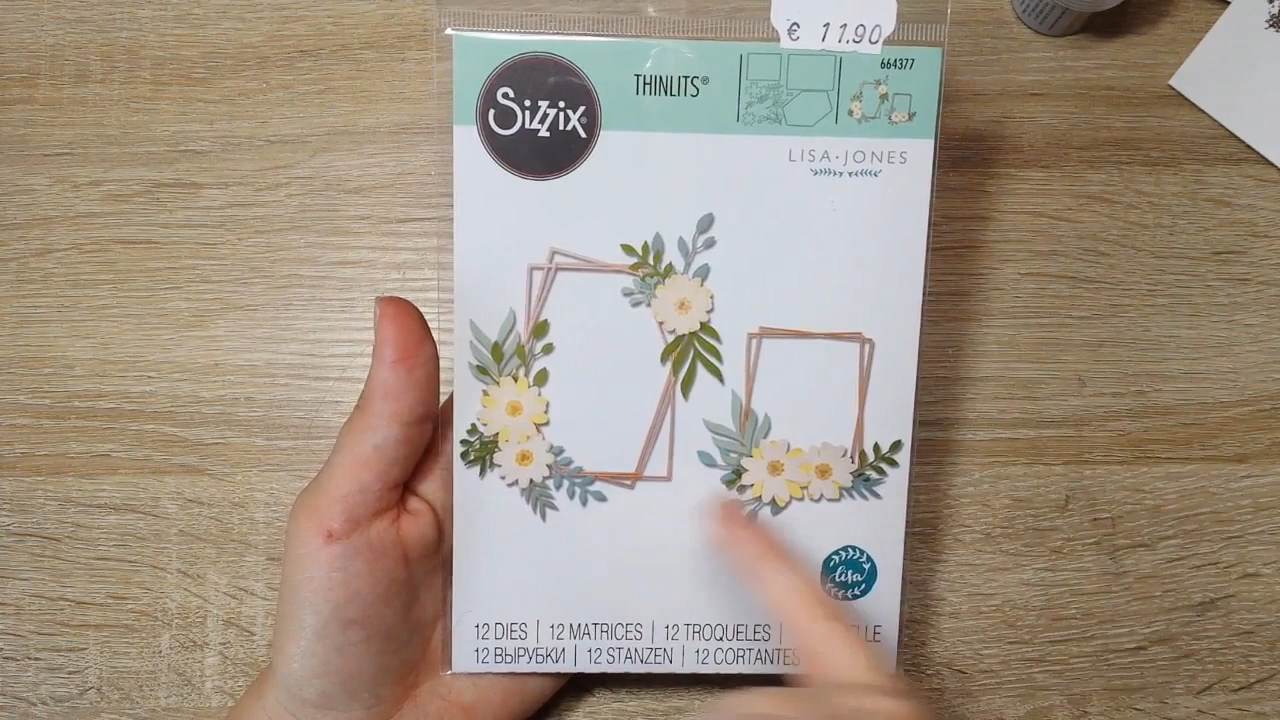 € 11.90
Sizzix®
THINLITS®
664377
LISA·JONES
lisa
12 DIES | 12 MATRICES | 12 TROQUELES |
12 ВЫРУБКИ | 12 STANZEN | 12 CORTANTES